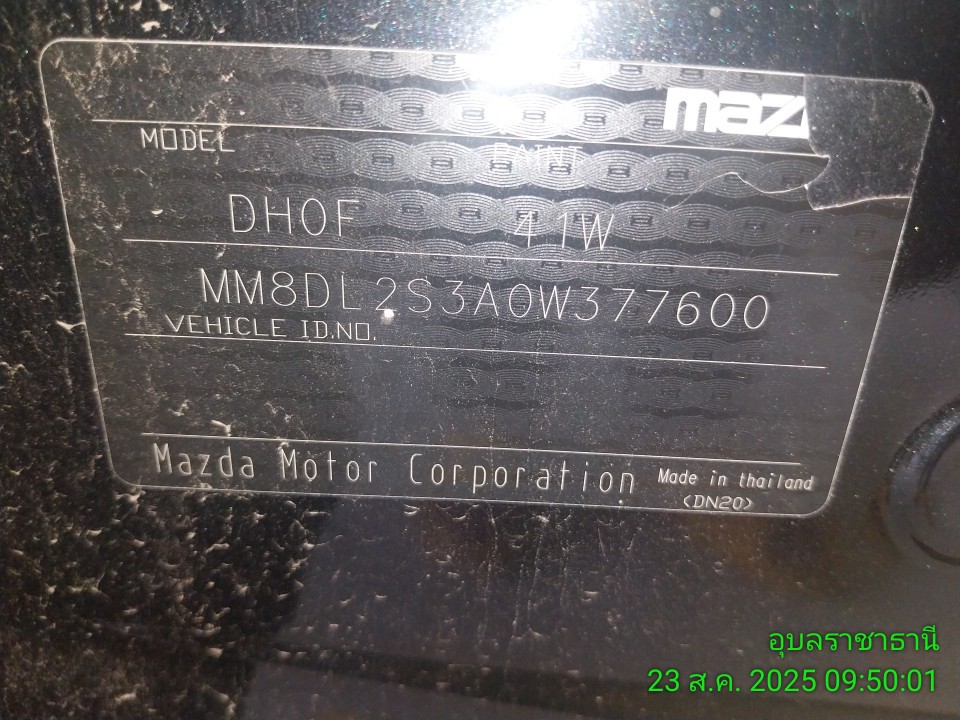 maz
MODEL PAINT
DH0F 41W
MM8DL2S3A0W377600
VEHICLE ID.NO.
Mazda Motor Corporation Made in thailand
(DN20)
อุบลราชาธานี
23 ส.ค. 2025 09:50:01